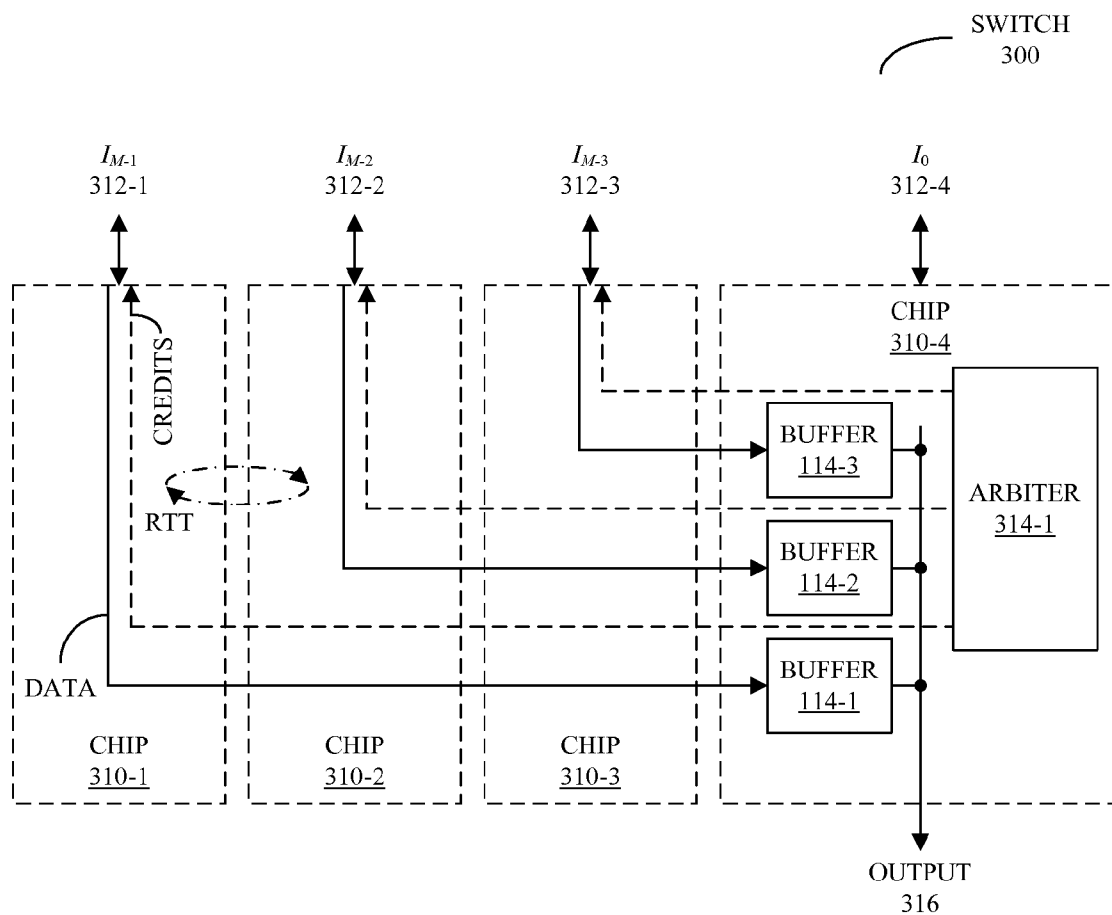 SWITCH
300
I_{M-1}
312-1
I_{M-2}
312-2
I_{M-3}
312-3
I_0
312-4
CHIP
310-4
CREDITS
RTT
BUFFER
114-3
ARBITER
314-1
BUFFER
114-2
BUFFER
114-1
DATA
CHIP
310-1
CHIP
310-2
CHIP
310-3
OUTPUT
316